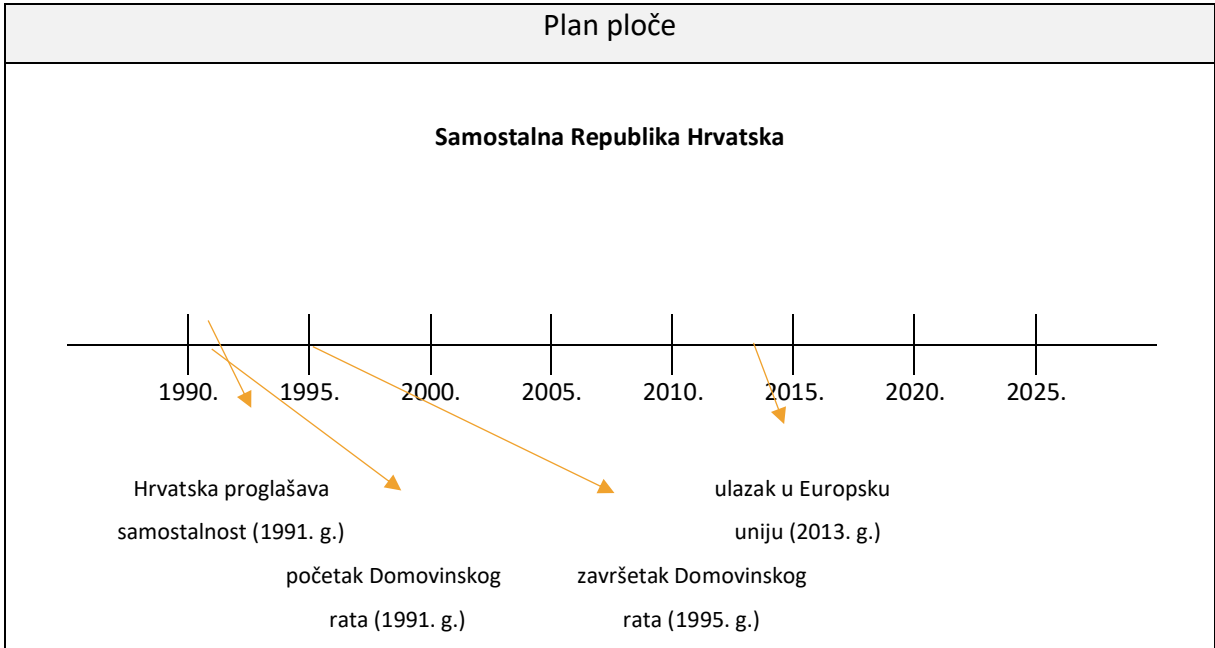 Plan ploče
Samostalna Republika Hrvatska
1990. 1995. 2000. 2005. 2010. 2015. 2020. 2025.
Hrvatska proglašava
samostalnost (1991. g.)
početak Domovinskog
rata (1991. g.)
završetak Domovinskog
rata (1995. g.)
ulazak u Europsku
uniju (2013. g.)